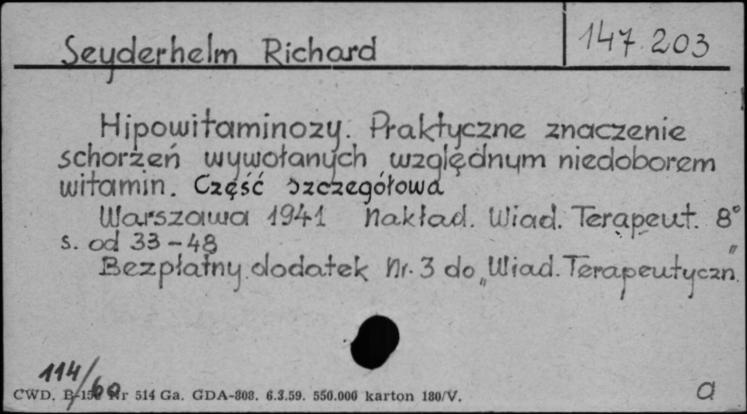 Seyderhelm Richard
147.203
Hipowitaminozy. Praktyczne znaczenie
schorzeń wywołanych względnym niedoborem
witamin. Część szczegółowa
Warszawa 1941 Nakład. Wiad. Terapeut. 8°
s. od 33-48
Bezpłatny dodatek Nr. 3 do „Wiad. Terapeutyczn."
114/60
CWD. Nr 514 Ga. GDA-808. 6.3.59. 550.000 karton 180/V.
a